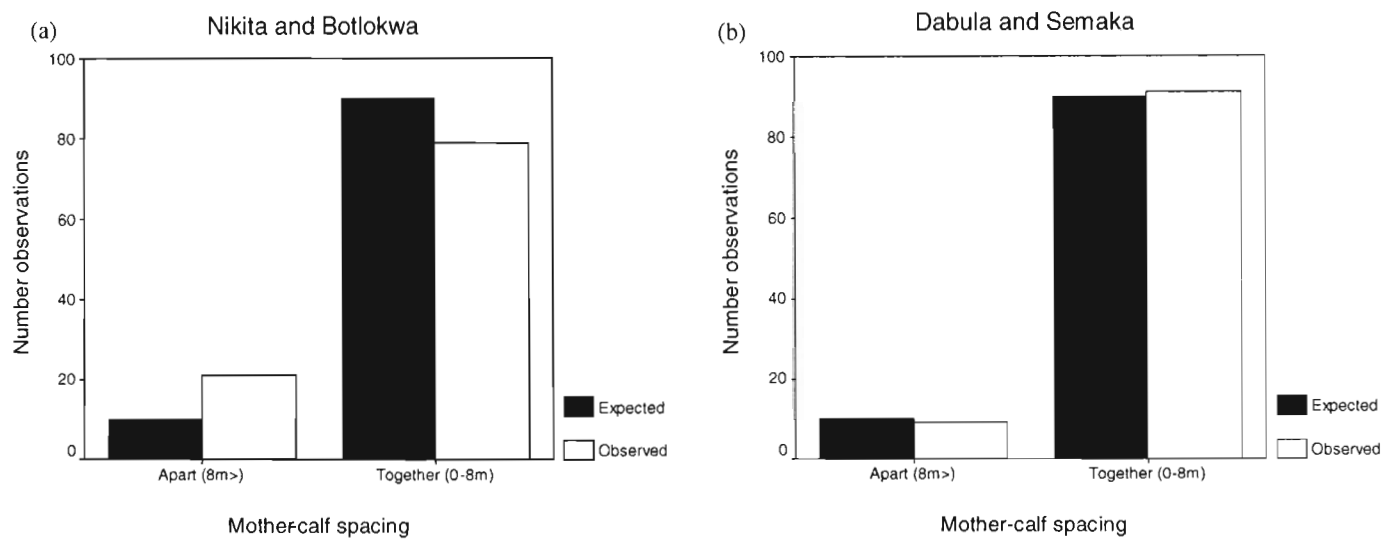 (a)
Nikita and Botlokwa
100
80
60
40
20
0
Number observations
Apart (8m>)
Together (0-8m)
Mother-calf spacing
Expected
Observed
(b)
Dabula and Semaka
100
80
60
40
20
0
Number observations
Apart (8m>)
Together (0-8m)
Mother-calf spacing
Expected
Observed